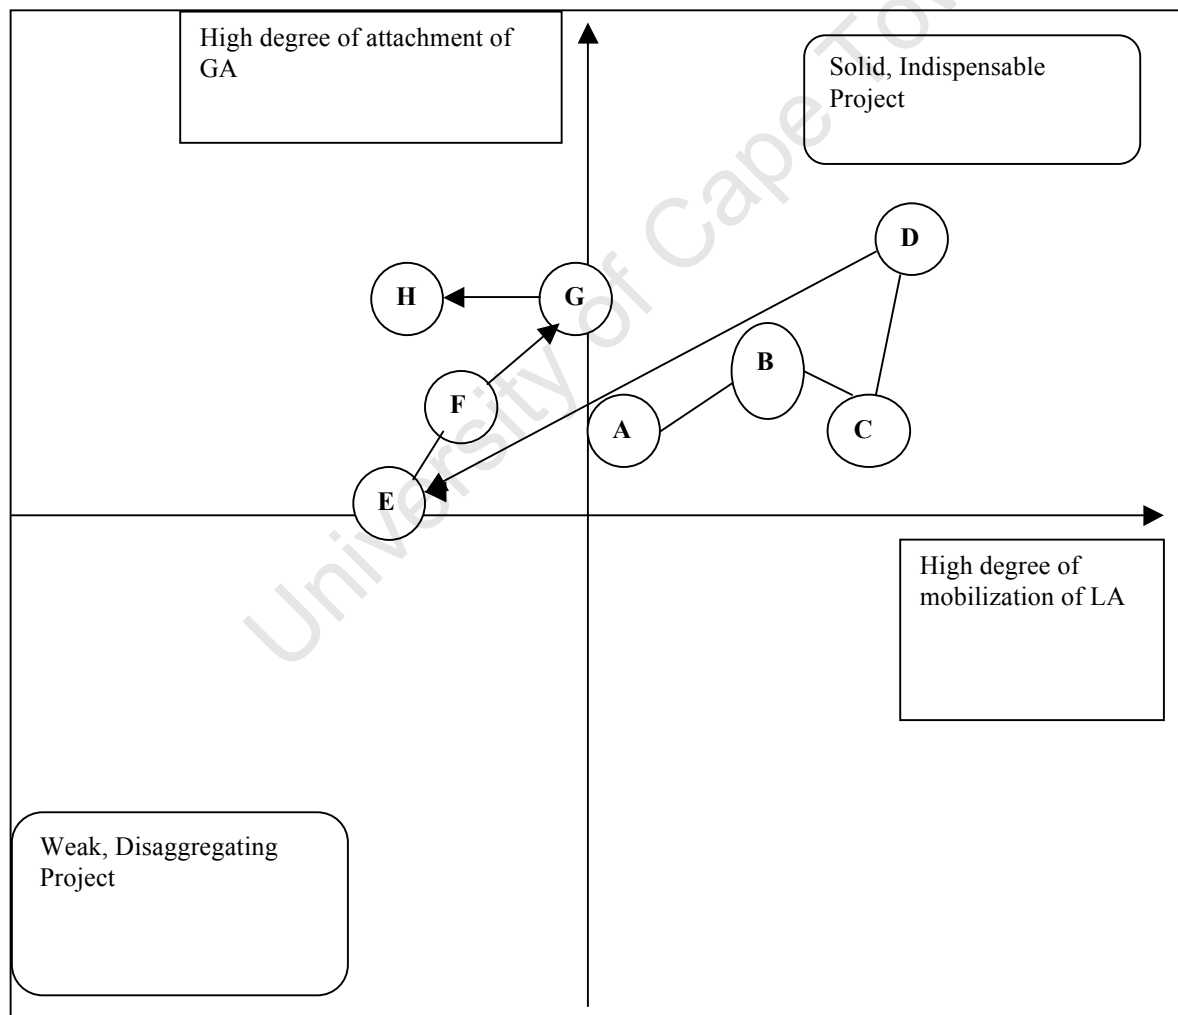 High degree of attachment of
GA
Solid, Indispensable
Project
D
H
G
B
F
A
C
E
High degree of
mobilization of LA
Weak, Disaggregating
Project
University of Cape Tow